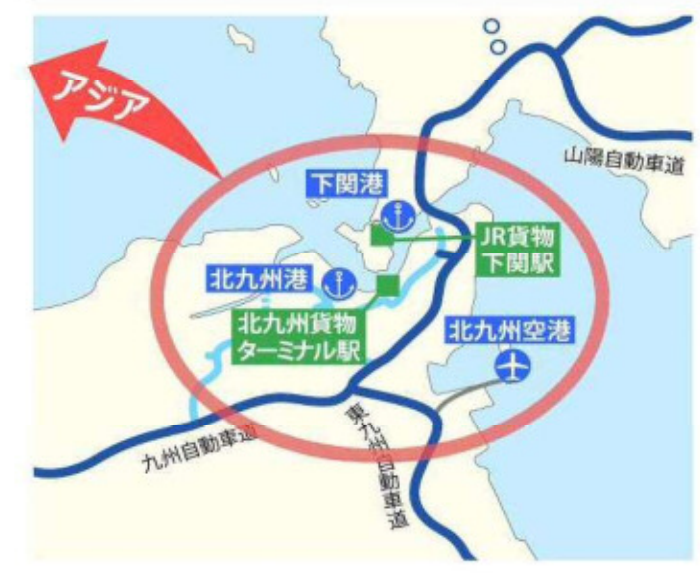 アジア
山陽自動車道
下関港
JR貨物
下関駅
北九州港
北九州貨物
ターミナル駅
北九州空港
九州自動車道
東九州自動車道